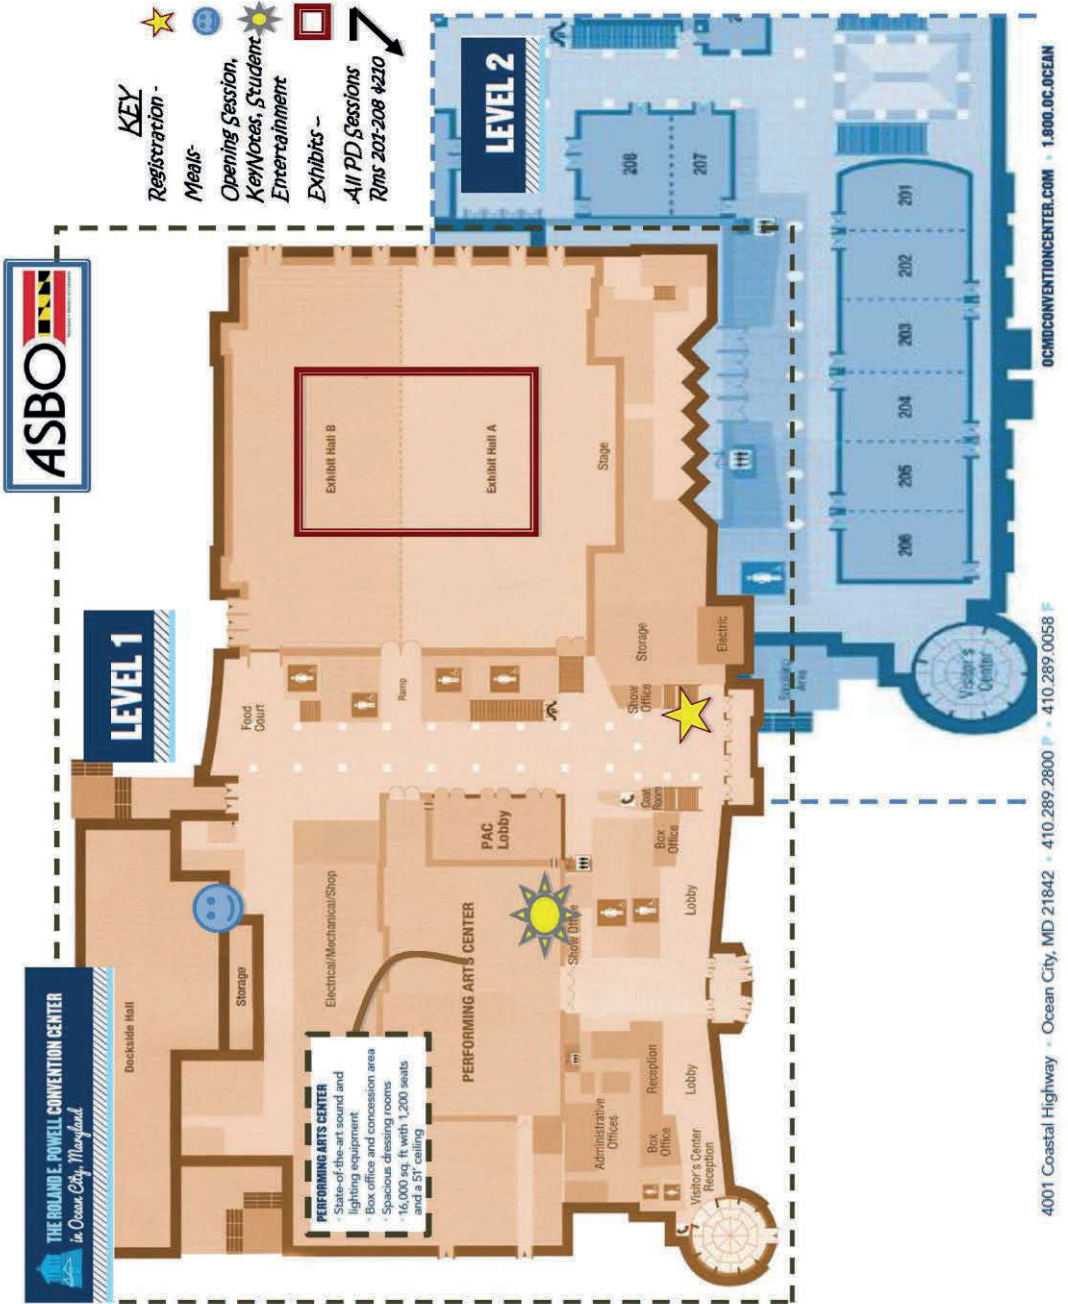 THE ROLAND E. POWELL CONVENTION CENTER
in Ocean City, Maryland
LEVEL 1
ASBO
KEY
Registration -
Meals-
Opening Session,
KeyNotes, Student
Entertainment
Exhibits –
All PD Sessions
Rms 201-208 &210
LEVEL 2
Dockside Hall
Storage
Food
Court
Electrical/Mechanical/Shop
PERFORMING ARTS CENTER
· State-of-the-art sound and
lighting equipment
· Box office and concession area
· Spacious dressing rooms
· 16,000 sq. ft with 1,200 seats
and a 51' ceiling
PERFORMING ARTS CENTER
PAC
Lobby
Ramp
Exhibit Hall B
Exhibit Hall A
Stage
Show Office
Administrative
Offices
Reception
Box
Office
Lobby
Visitor's Center
Reception
Lobby
Box
Office
Coat
Room
Show
Office
Storage
Electric
208
207
206
205
204
203
202
201
Visitor's
Center
4001 Coastal Highway • Ocean City, MD 21842 • 410.289.2800 P • 410.289.0058 F
OCMDCONVENTIONCENTER.COM • 1.800.OC.OCEAN